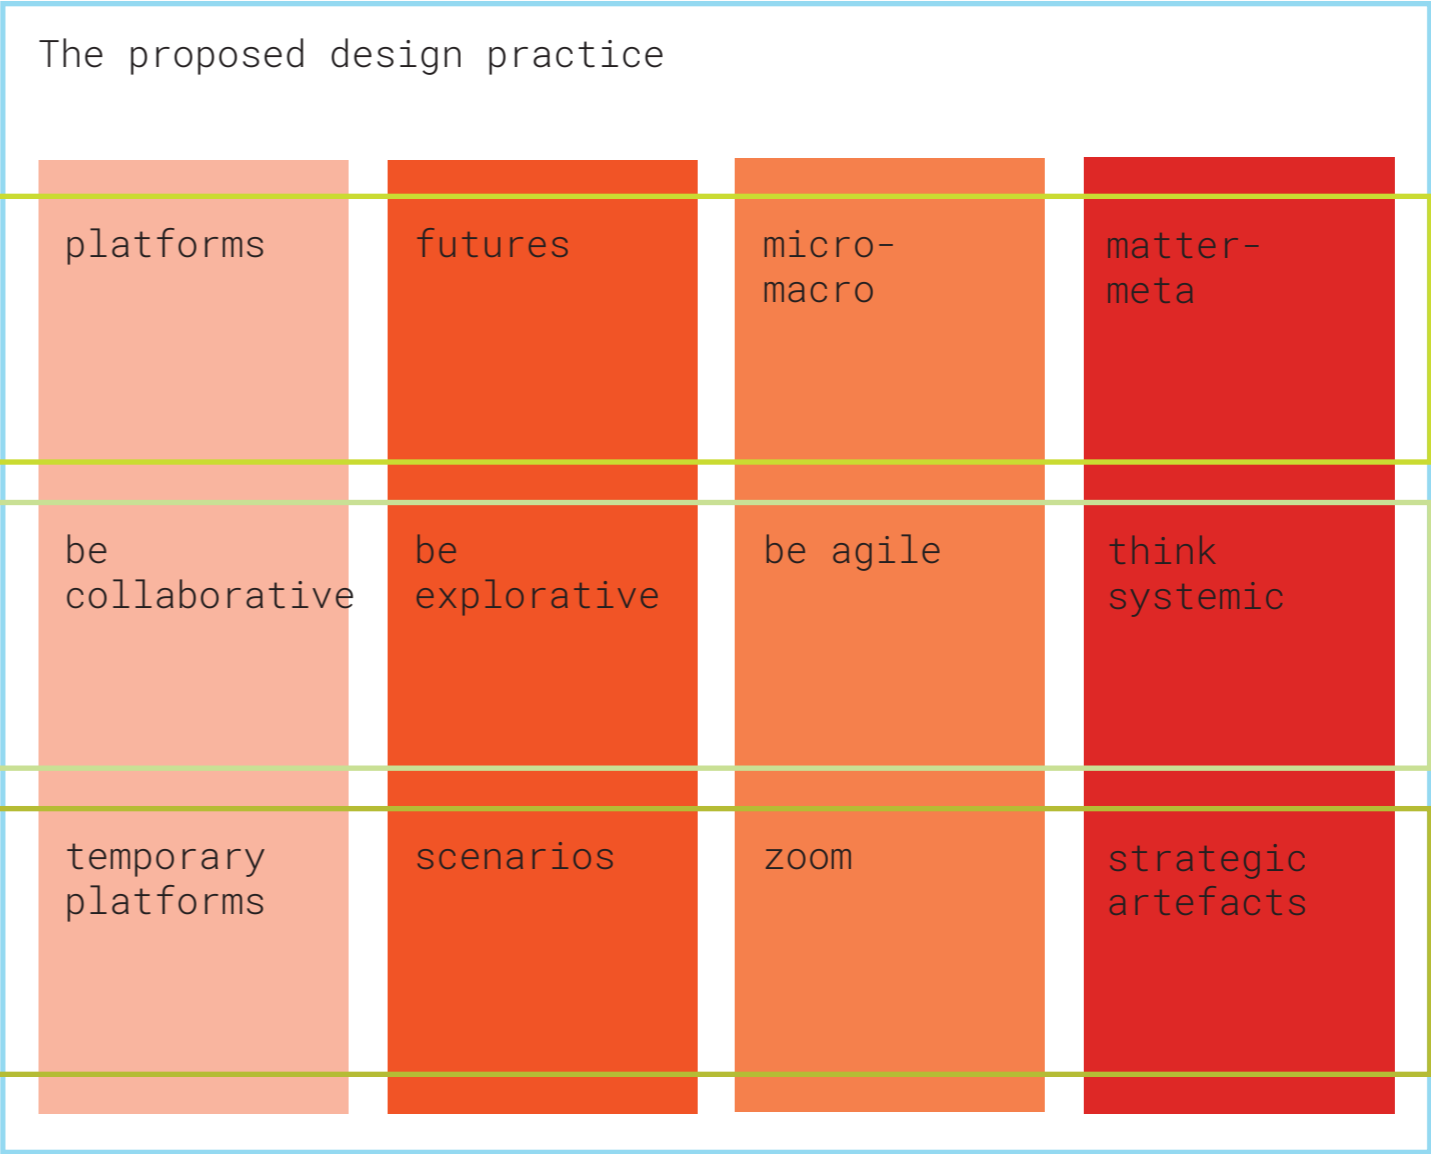 The proposed design practice
platforms
futures
micro-
macro
matter-
meta
be
collaborative
be
explorative
be agile
think
systemic
temporary
platforms
scenarios
zoom
strategic
artefacts